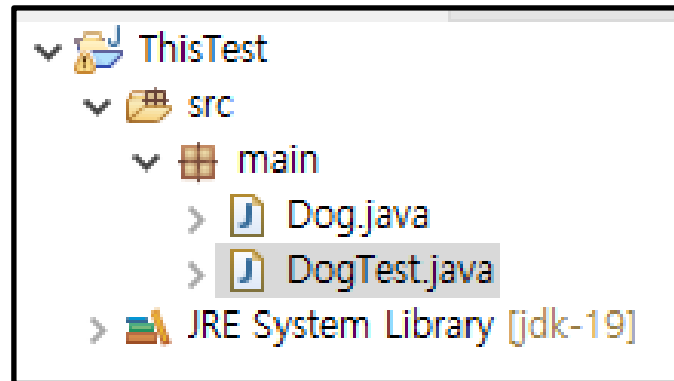 ThisTest
src
main
Dog.java
DogTest.java
JRE System Library [jdk-19]